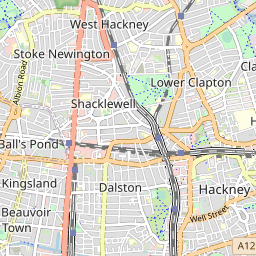 West Hackney
Stoke Newington
Lower Clapton
Albion Road
Shacklewell
Ball's Pond
H
Kingsland
Dalston
Hackney
Beauvoir
Town
Well Street
A12